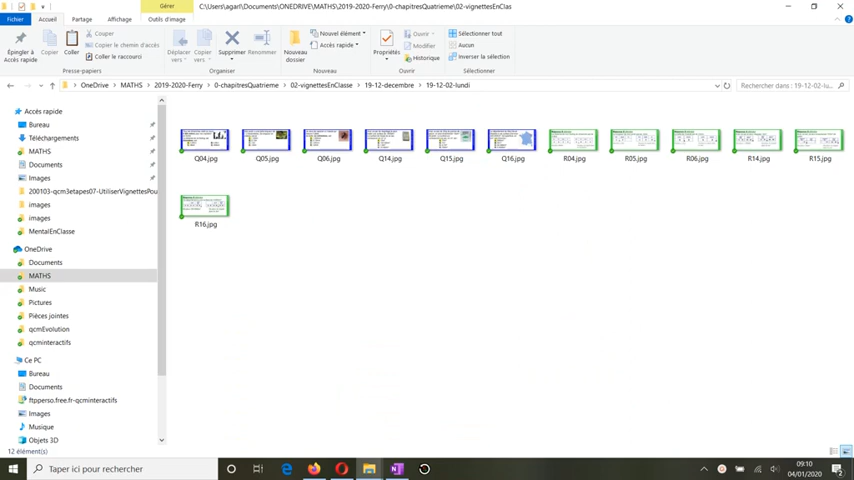 Gérer
C:\Users\agarl\Documents\ONEDRIVE\MATHS\2019-2020-Ferry\0-chapitresQuatrieme\02-vignettesEnClas
Fichier
Accueil
Partage
Affichage
Outils d'image
Épingler à
Accès rapide
Copier
Coller
Couper
Copier le chemin d'accès
Coller le raccourci
Presse-papiers
Déplacer
vers
Copier
vers
Supprimer
Renommer
Organiser
Nouveau
dossier
Nouvel élément
Accès rapide
Nouveau
Propriétés
Ouvrir
Modifier
Historique
Ouvrir
Sélectionner tout
Aucun
Inverser la sélection
Sélectionner
OneDrive
MATHS
2019-2020-Ferry
0-chapitresQuatrieme
02-vignettesEnClasse
19-12-decembre
19-12-02-lundi
Rechercher dans : 19-12-02-lu...
Accès rapide
Bureau
Téléchargements
MATHS
Documents
Images
200103-qcm3etapes07-UtiliserVignettesPou
images
images
MentalEnClasse
OneDrive
Documents
MATHS
Music
Pictures
Pièces jointes
qcmEvolution
qcminteractifs
Ce PC
Bureau
Documents
ftpperso.free.fr-qcminteractifs
Images
Musique
Objets 3D
Q04.jpg
Q05.jpg
Q06.jpg
Q14.jpg
Q15.jpg
Q16.jpg
R04.jpg
R05.jpg
R06.jpg
R14.jpg
R15.jpg
R16.jpg
12 élément(s)
Taper ici pour rechercher
09:10
04/01/2020
2